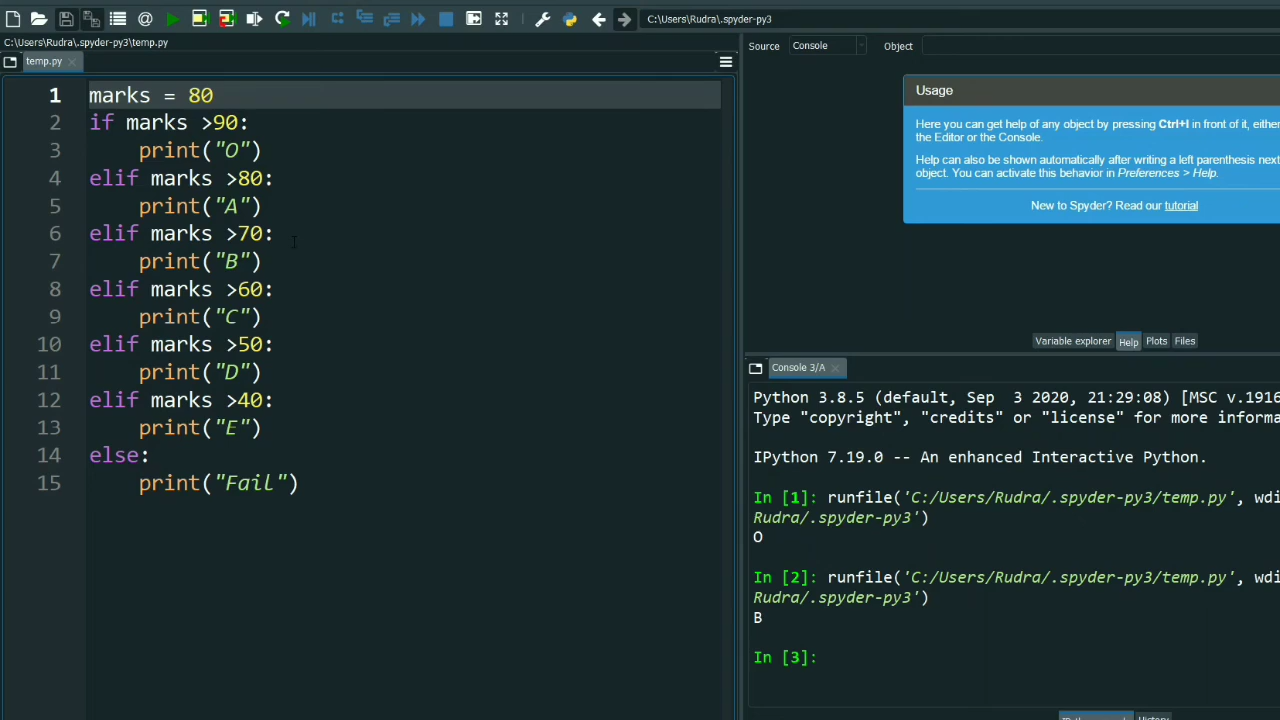 C:\Users\Rudra\.spyder-py3
C:\Users\Rudra\.spyder-py3\temp.py
temp.py
1 marks = 80
2 if marks >90:
3 print("O")
4 elif marks >80:
5 print("A")
6 elif marks >70:
7 print("B")
8 elif marks >60:
9 print("C")
10 elif marks >50:
11 print("D")
12 elif marks >40:
13 print("E")
14 else:
15 print("Fail")
Source Console Object
Usage
Here you can get help of any object by pressing Ctrl+I in front of it, either
the Editor or the Console.
Help can also be shown automatically after writing a left parenthesis next
object. You can activate this behavior in Preferences > Help.
New to Spyder? Read our tutorial
Variable explorer Help Plots Files
Console 3/A
Python 3.8.5 (default, Sep 3 2020, 21:29:08) [MSC v.1916
Type "copyright", "credits" or "license" for more informa
IPython 7.19.0 -- An enhanced Interactive Python.
In [1]: runfile('C:/Users/Rudra/.spyder-py3/temp.py', wdi
Rudra/.spyder-py3')
O
In [2]: runfile('C:/Users/Rudra/.spyder-py3/temp.py', wdi
Rudra/.spyder-py3')
B
In [3]: